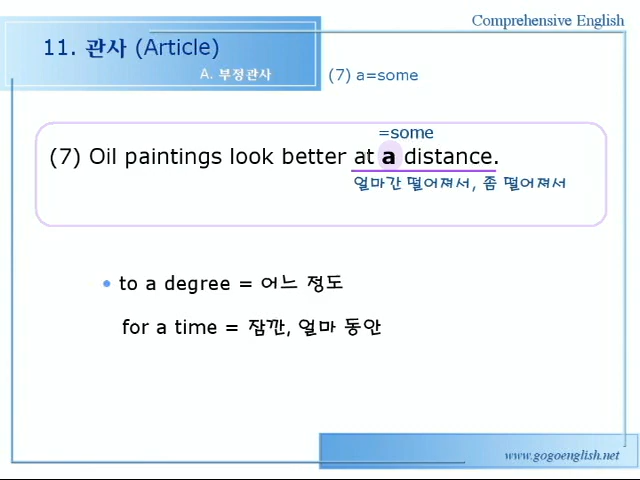 Comprehensive English
11. 관사 (Article)
A. 부정관사
(7) a=some
=some
(7) Oil paintings look better at a distance.
얼마간 떨어져서, 좀 떨어져서
• to a degree = 어느 정도
for a time = 잠깐, 얼마 동안
www.gogoenglish.net